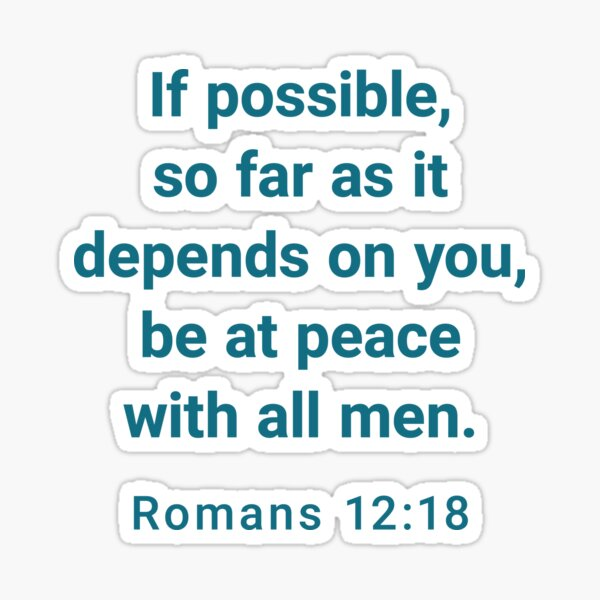 If possible,
so far as it
depends on you,
be at peace
with all men.
Romans 12:18